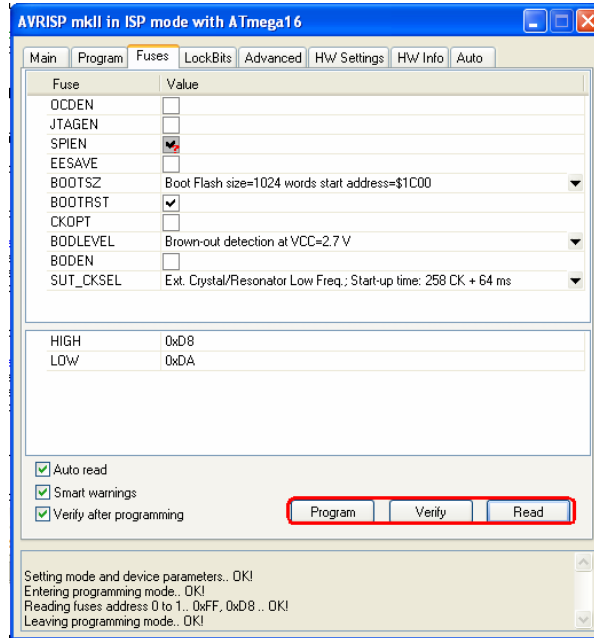 AVRISP mkII in ISP mode with ATmega16
Main Program Fuses LockBits Advanced HW Settings HW Info Auto
Fuse Value
OCDEN
JTAGEN
SPIEN
EESAVE
BOOTSZ Boot Flash size=1024 words start address=$1C00
BOOTRST
CKOPT
BODLEVEL Brown-out detection at VCC=2.7 V
BODEN
SUT_CKSEL Ext. Crystal/Resonator Low Freq.; Start-up time: 258 CK + 64 ms
HIGH 0xD8
LOW 0xDA
Auto read
Smart warnings
Verify after programming
Program Verify Read
Setting mode and device parameters.. OK!
Entering programming mode.. OK!
Reading fuses address 0 to 1.. 0xFF, 0xD8 .. OK!
Leaving programming mode.. OK!